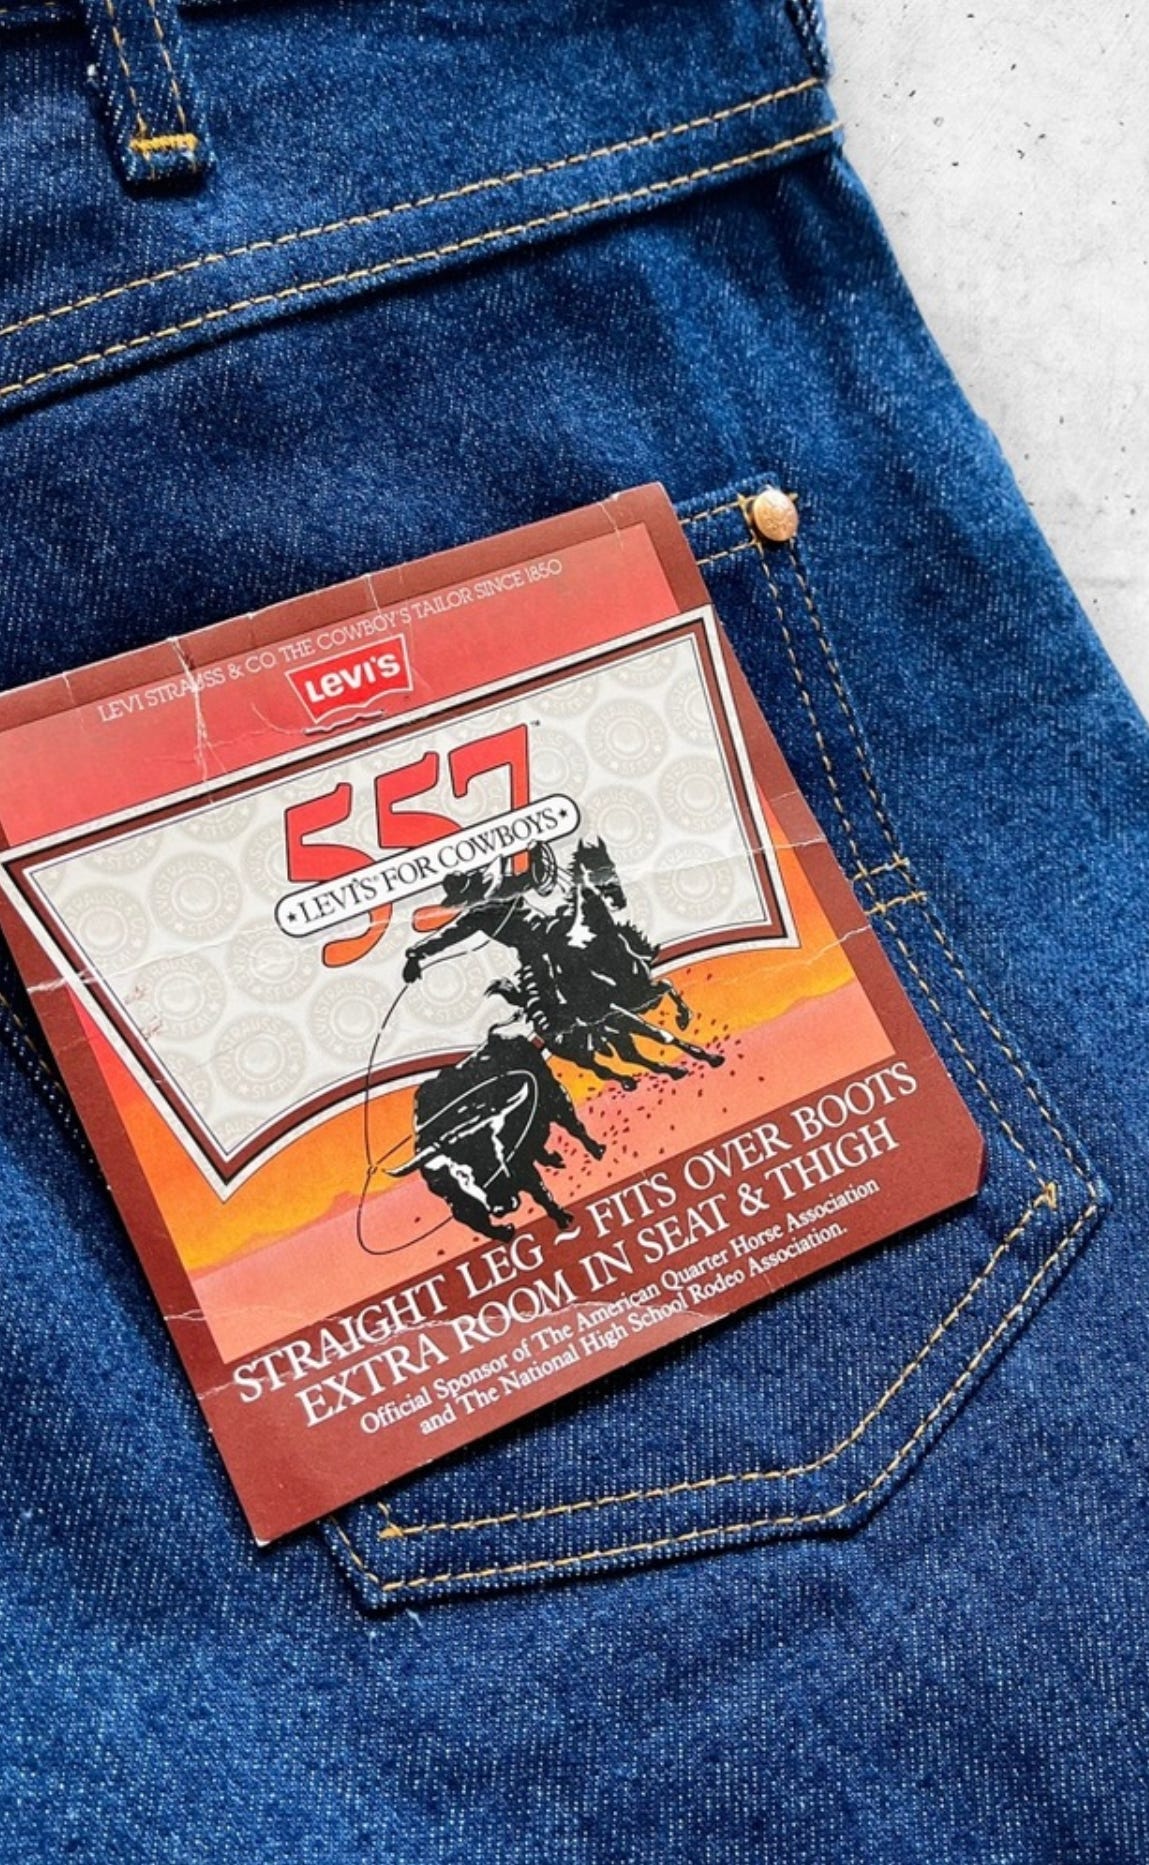 LEVI STRAUSS & CO THE COWBOY'S TAILOR SINCE 1850
LEVI'S
557™
★LEVI'S® FOR COWBOYS★
STRAIGHT LEG ~ FITS OVER BOOTS
EXTRA ROOM IN SEAT & THIGH
Official Sponsor of The American Quarter Horse Association
and The National High School Rodeo Association.